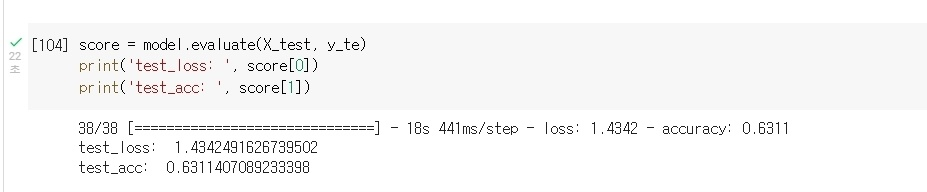 [104] score = model.evaluate(X_test, y_te)
22
초
print('test_loss: ', score[0])
print('test_acc: ', score[1])
38/38 [==============================] - 18s 441ms/step - loss: 1.4342 - accuracy: 0.6311
test_loss:  1.4342491626739502
test_acc:  0.6311407089233398